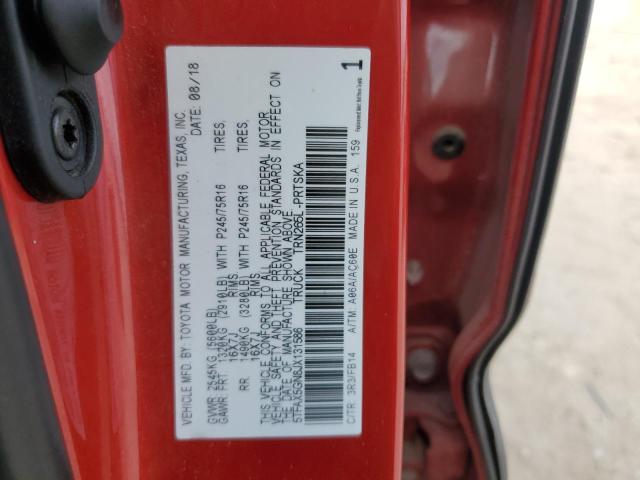 VEHICLE MFD. BY TOYOTA MOTOR MANUFACTURING, TEXAS, INC.
DATE: 08/18
GVWR 2545KG (5600LB)
GAWR: FRT 1320KG (2910LB) WITH P245/75R16 TIRES,
16X7J RIMS
RR. 1490KG (3280LB) WITH P245/75R16 TIRES,
16X7J RIMS
THIS VEHICLE CONFORMS TO ALL APPLICABLE FEDERAL MOTOR
VEHICLE SAFETY AND THEFT PREVENTION STANDARDS IN EFFECT ON
THE DATE OF MANUFACTURE SHOWN ABOVE.
5TFAX5GN8JX131566 TRUCK TRN265L-PRTSKA
C/TR: 3R3/FB14 A/TM: A06A/AC60E MADE IN U.S.A. 159
1